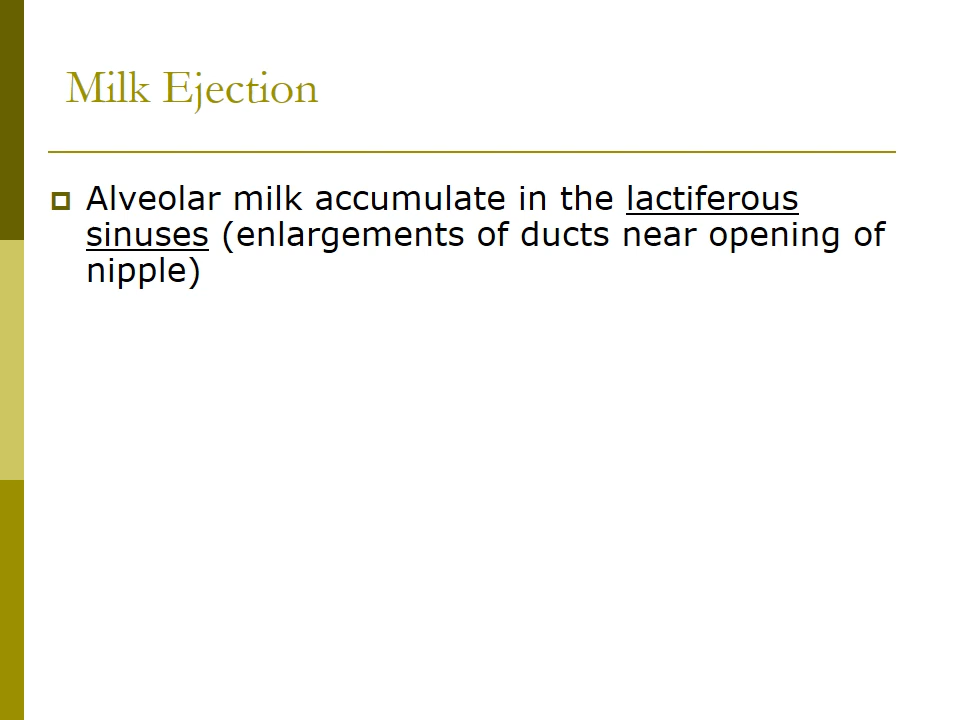 Milk Ejection
Alveolar milk accumulate in the lactiferous
sinuses (enlargements of ducts near opening of
nipple)